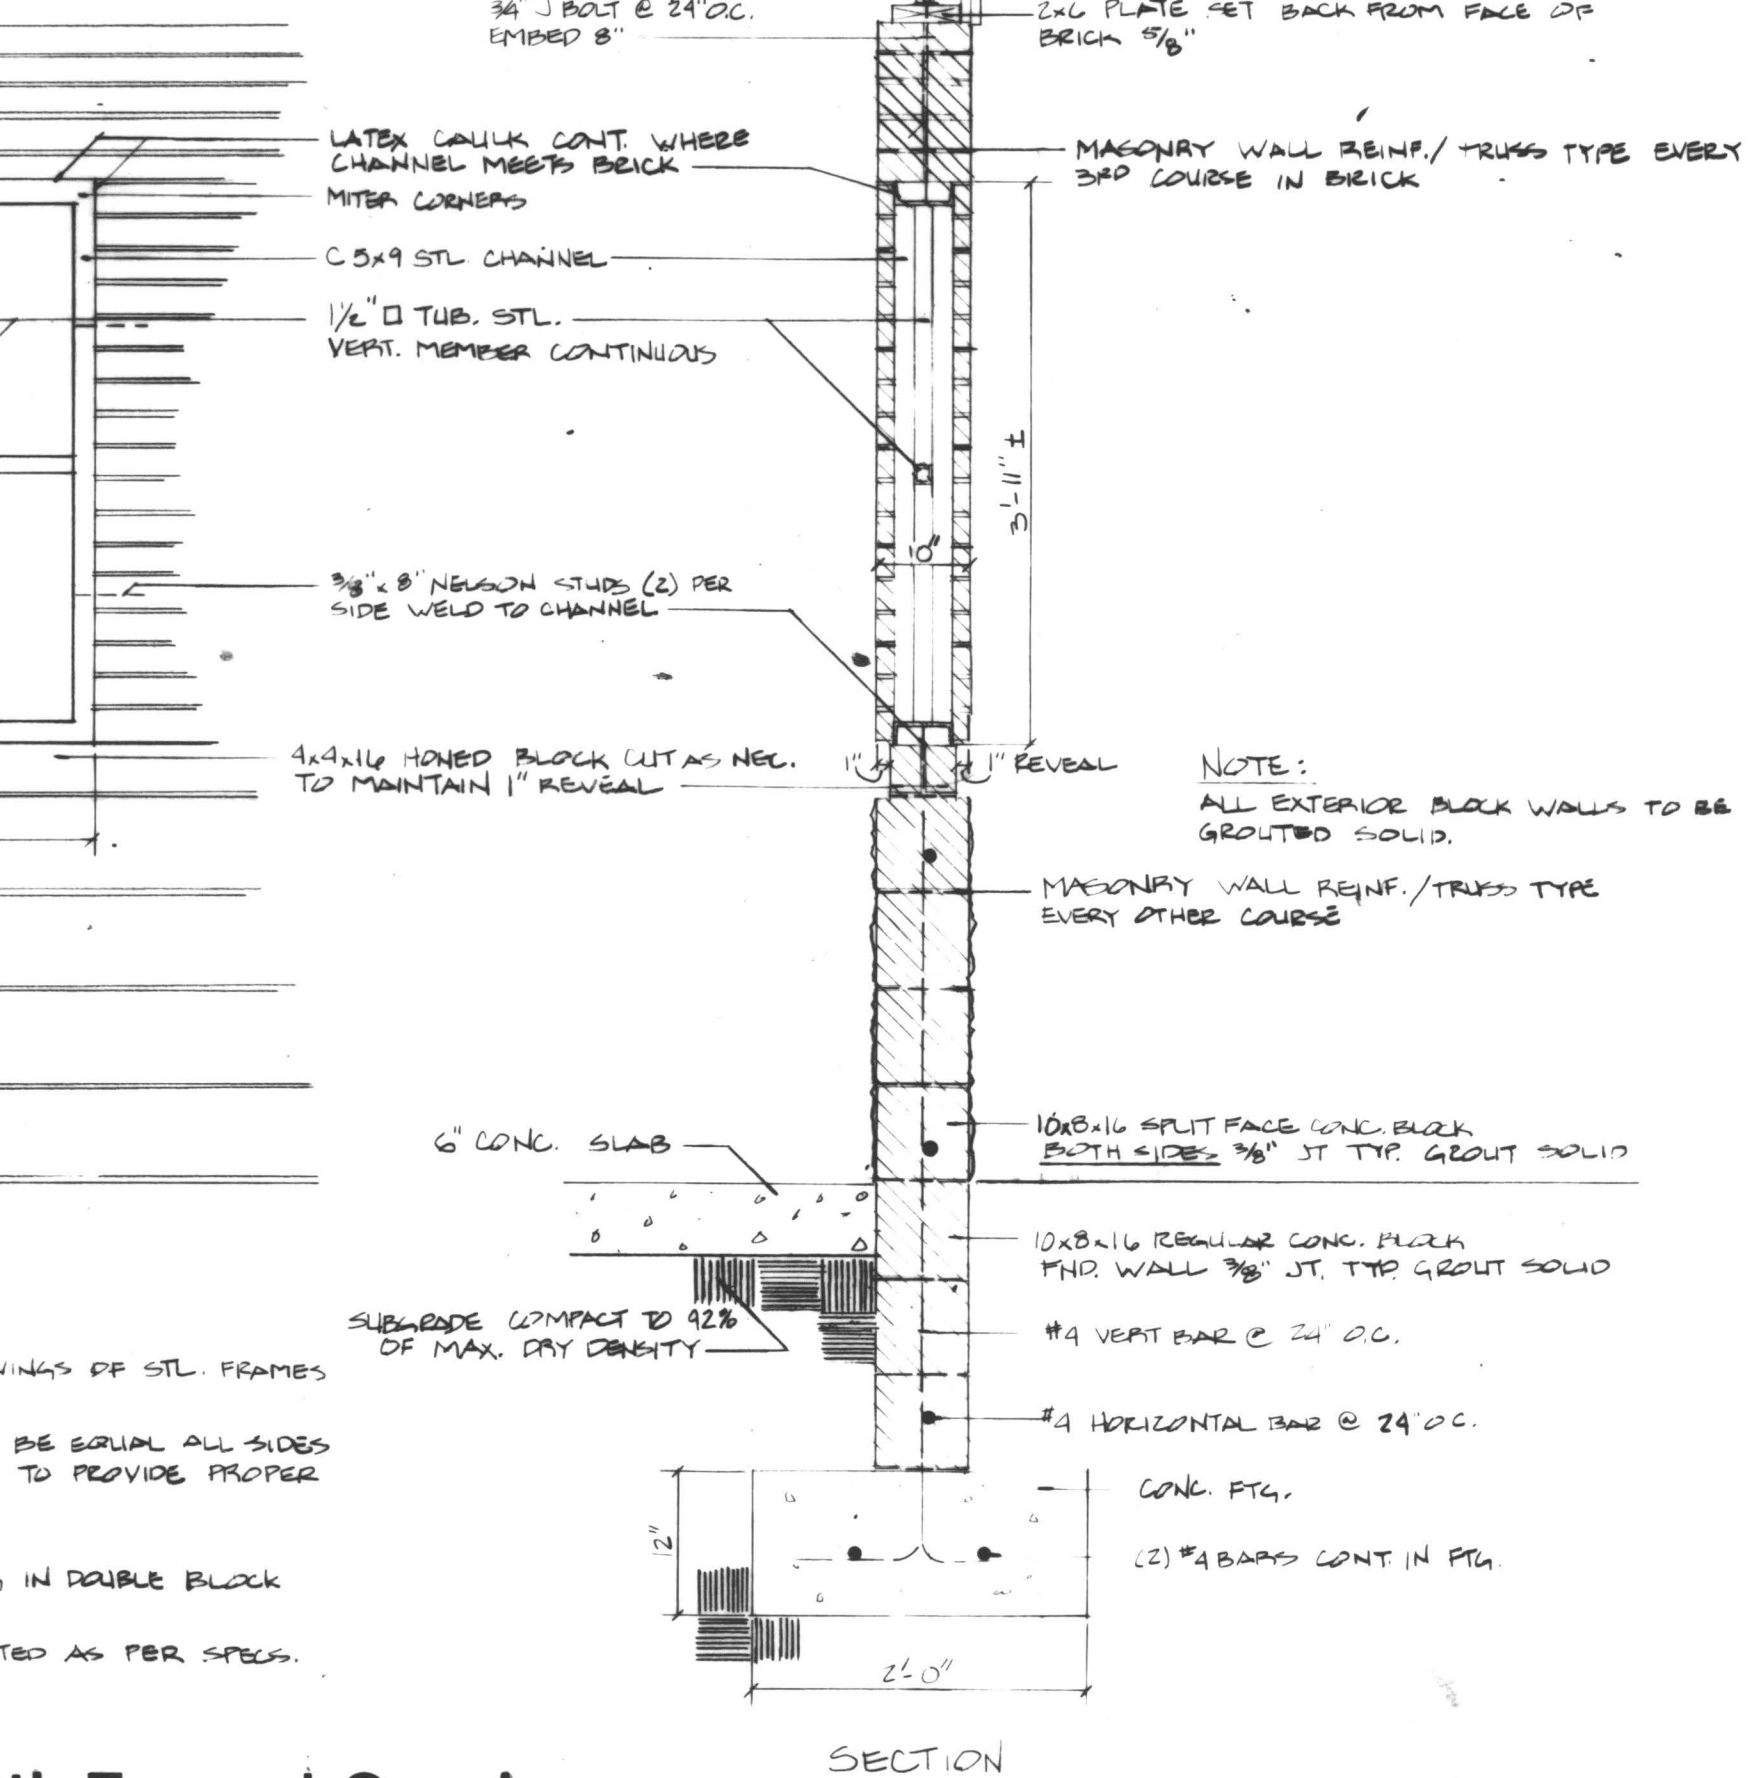 3/4" J BOLT @ 24" O.C.
EMBED 8"
2x6 PLATE SET BACK FROM FACE OF
BRICK 5/8"
LATEX CAULK CONT. WHERE
CHANNEL MEETS BRICK
MITER CORNERS
MASONRY WALL REINF./ TRUSS TYPE EVERY
3RD COURSE IN BRICK
C 5x9 STL. CHANNEL
1 1/2" □ TUB. STL.
VERT. MEMBER CONTINUOUS
3'-11" ±
10"
3/8" x 8" NELSON STUDS (2) PER
SIDE WELD TO CHANNEL
4x4x16 HONED BLOCK CUT AS NEC.
TO MAINTAIN 1" REVEAL
1"
1" REVEAL
NOTE:
ALL EXTERIOR BLOCK WALLS TO BE
GROUTED SOLID.
MASONRY WALL REINF./TRUSS TYPE
EVERY OTHER COURSE
6" CONC. SLAB
10x8x16 SPLIT FACE CONC. BLOCK
BOTH SIDES 3/8" JT TYP. GROUT SOLID
10x8x16 REGULAR CONC. BLOCK
FND. WALL 3/8" JT. TYP. GROUT SOLID
SUBGRADE COMPACT TO 92%
OF MAX. DRY DENSITY
#4 VERT BAR @ 24" O.C.
#4 HORIZONTAL BAR @ 24" O.C.
OF STL. FRAMES
BE EQUAL ALL SIDES
TO PROVIDE PROPER
CONC. FTG.
12"
(2) #4 BARS CONT. IN FTG.
IN DOUBLE BLOCK
AS PER SPECS.
2'-0"
SECTION